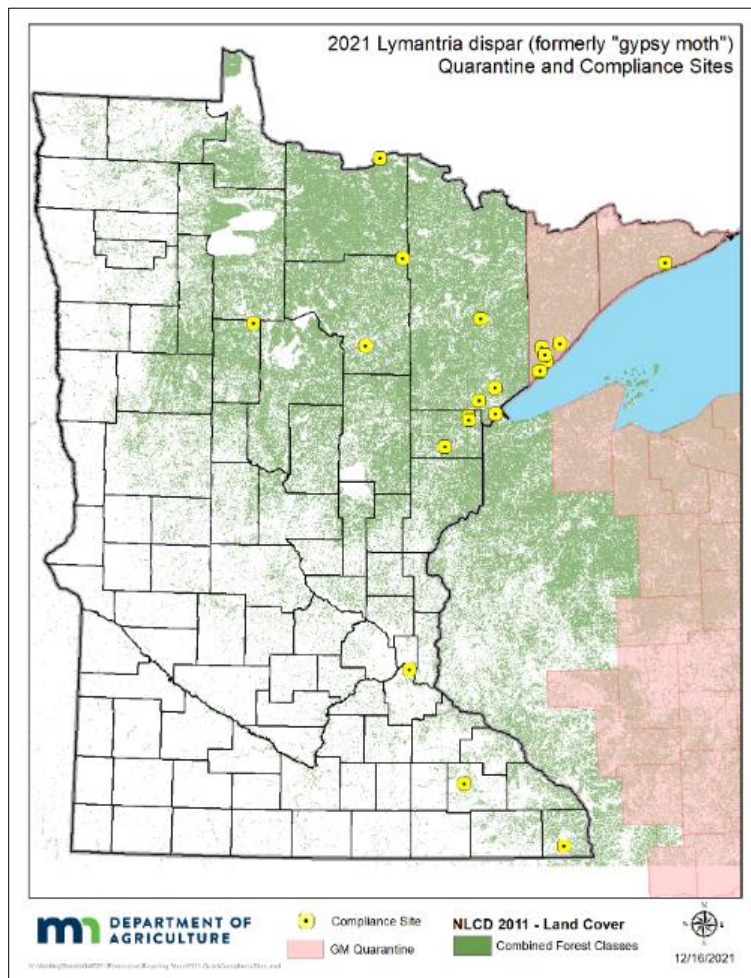 2021 Lymantria dispar (formerly "gypsy moth")
Quarantine and Compliance Sites
mn DEPARTMENT OF
AGRICULTURE
Compliance Site
GM Quarantine
NLCD 2011 - Land Cover
Combined Forest Classes
N
12/16/2021